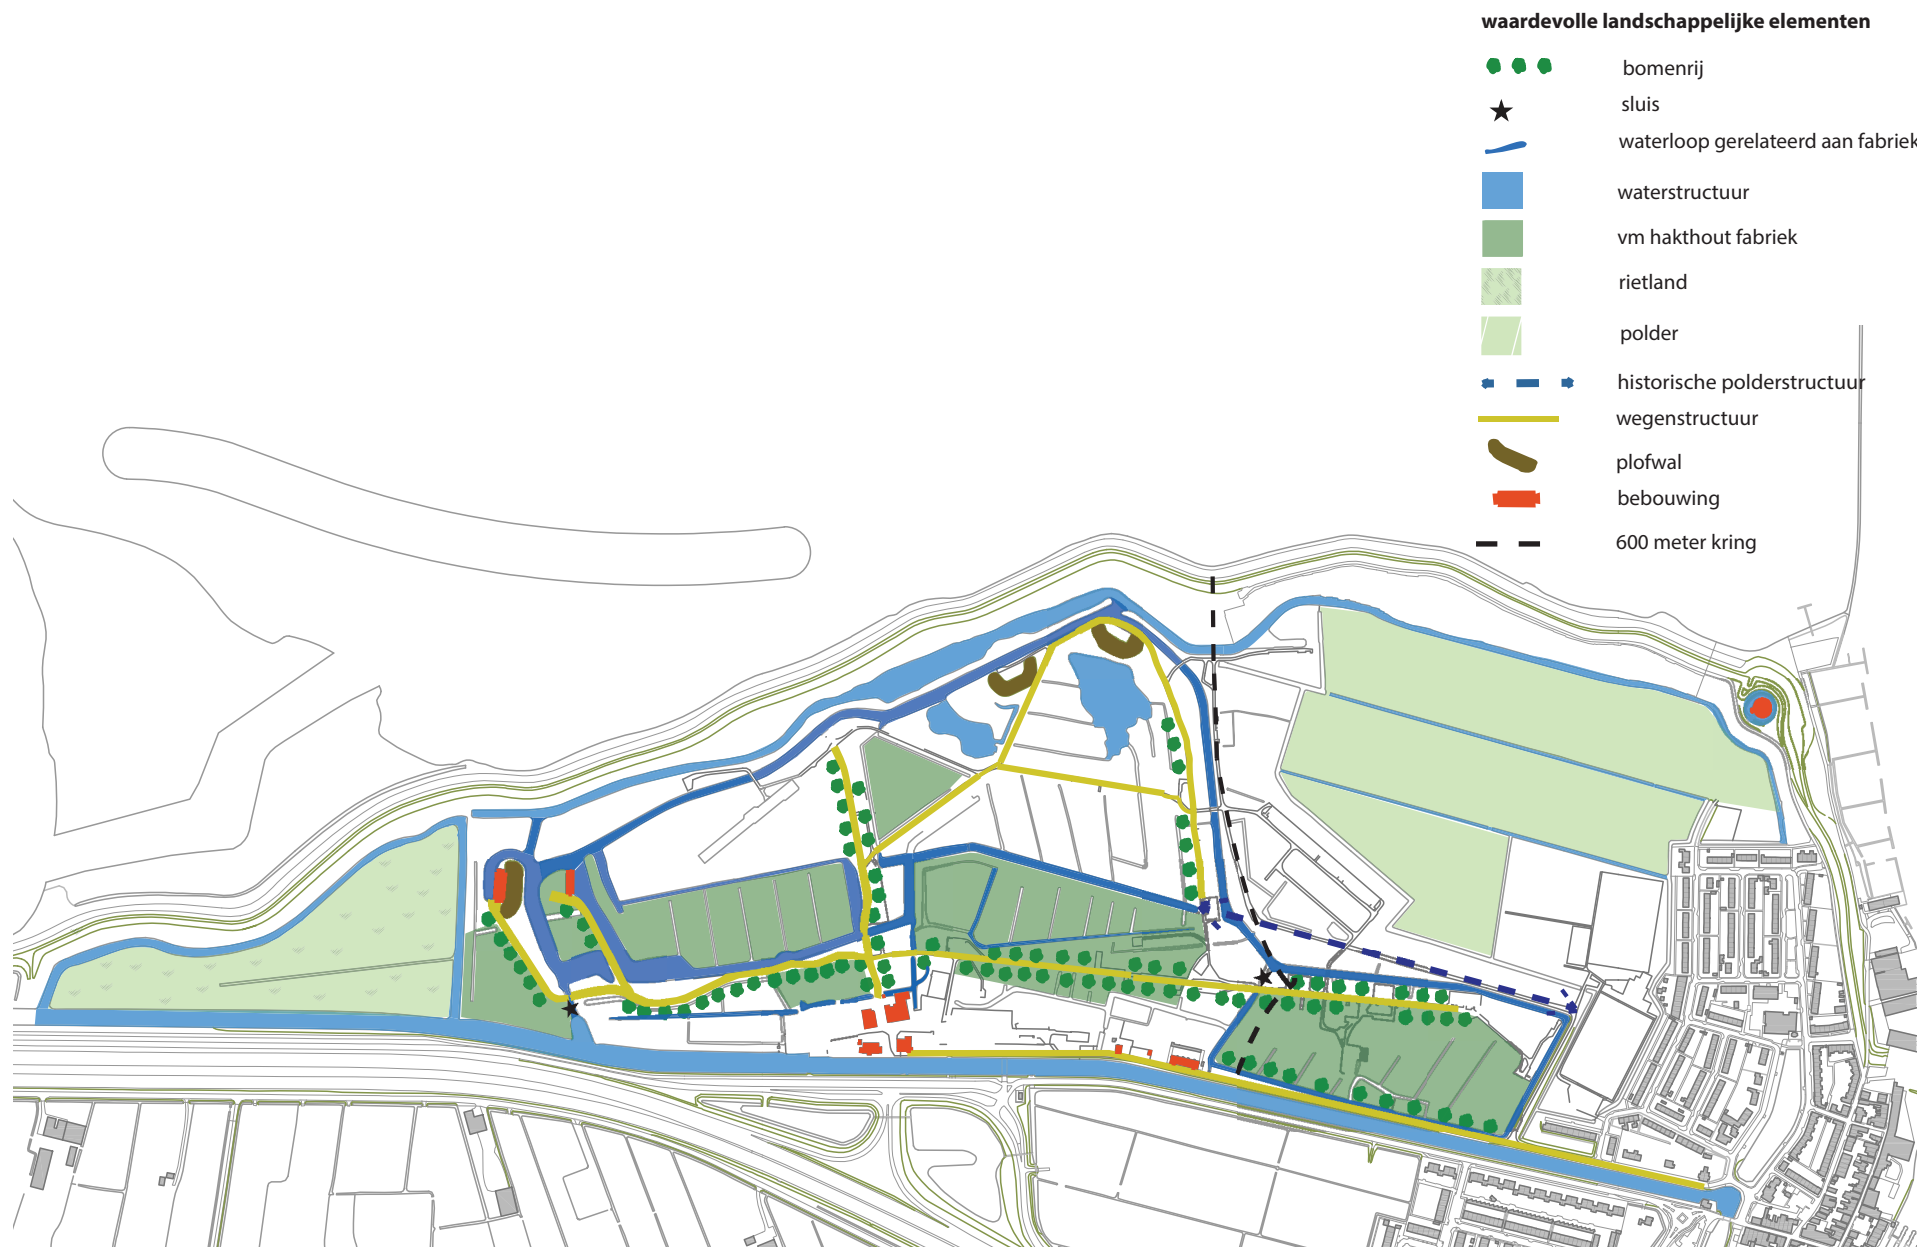 waardevolle landschappelijke elementen
bomenrij
sluis
waterloop gerelateerd aan fabriek
waterstructuur
vm hakthout fabriek
rietland
polder
historische polderstructuur
wegenstructuur
plofwal
bebouwing
600 meter kring